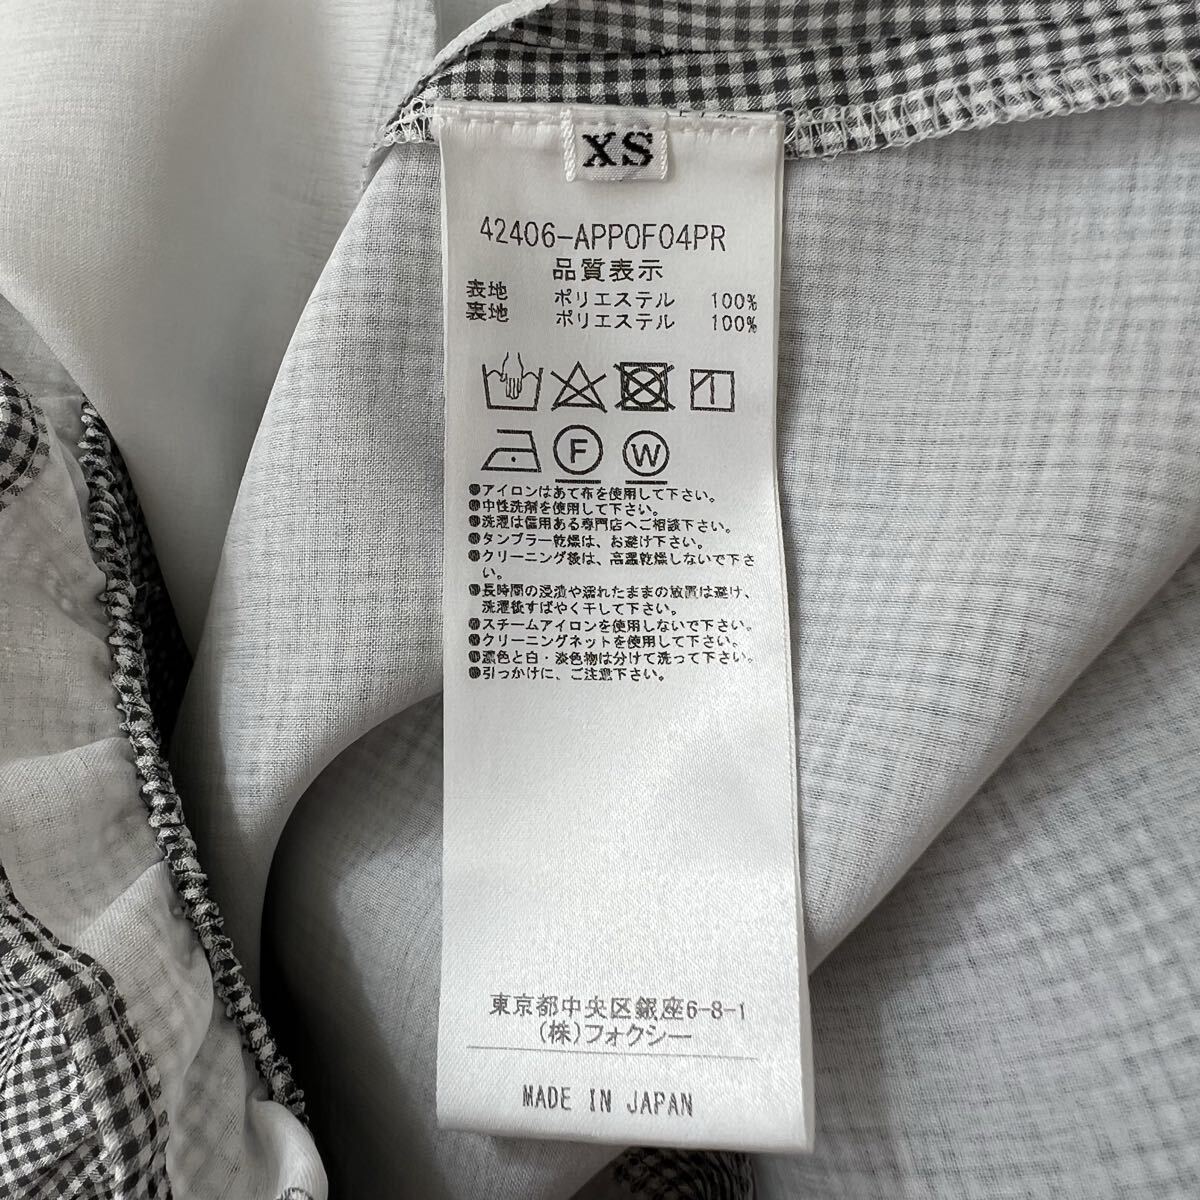 XS
42406-APP0F04PR
品質表示
表地 ポリエステル 100%
裏地 ポリエステル 100%
F W
●アイロンはあて布を使用して下さい。
●中性洗剤を使用して下さい。
●洗濯は信用ある専門店へご相談下さい。
●タンブラー乾燥は、お避け下さい。
●クリーニング後は、高温乾燥しないで下さ
い。
●長時間の浸漬や濡れたままの放置は避け、
洗濯後すばやく干して下さい。
●スチームアイロンを使用しないで下さい。
●クリーニングネットを使用して下さい。
●濃色と白・淡色物は分けて洗って下さい。
●引っかけに、ご注意下さい。
東京都中央区銀座6-8-1
(株)フォクシー
MADE IN JAPAN